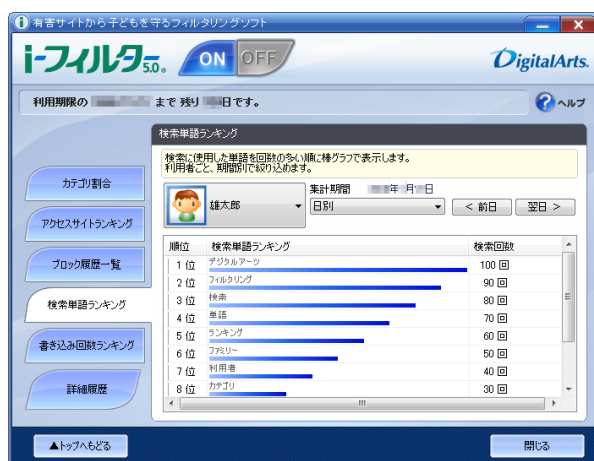 有害サイトから子どもを守るフィルタリングソフト
i-フィルター 5.0. ON OFF DigitalArts.
利用期限の まで 残り 日です。 ヘルプ
検索単語ランキング
検索に使用した単語を回数の多い順に棒グラフで表示します。
利用者ごと、期間別で絞り込めます。
カテゴリ割合
アクセスサイトランキング
ブロック履歴一覧
検索単語ランキング
書き込み回数ランキング
詳細履歴
集計期間 年 月 日
雄太郎 日別 < 前日 翌日 >
順位 検索単語ランキング 検索回数
1 位 デジタルアーツ 100 回
2 位 フィルタリング 90 回
3 位 検索 80 回
4 位 単語 70 回
5 位 ランキング 60 回
6 位 ファミリー 50 回
7 位 利用者 40 回
8 位 カテゴリ 30 回
▲トップへもどる 閉じる